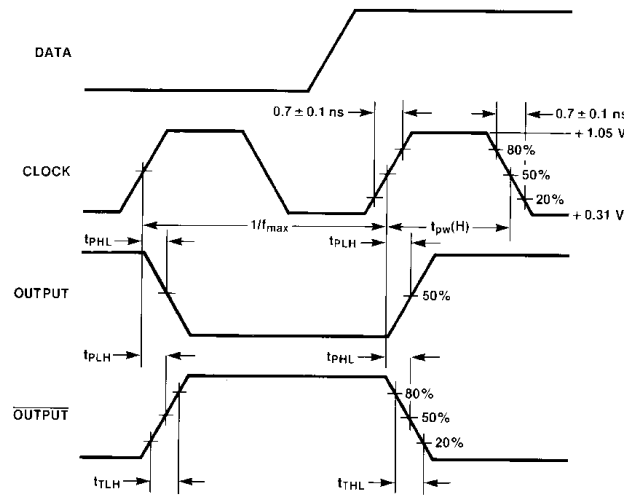 DATA
0.7 ± 0.1 ns
0.7 ± 0.1 ns
+ 1.05 V
80%
CLOCK
50%
20%
1/fmax
tpw(H)
+ 0.31 V
tPHL
tPLH
OUTPUT
50%
tPLH
tPHL
80%
OUTPUT
50%
20%
tTLH
tTHL